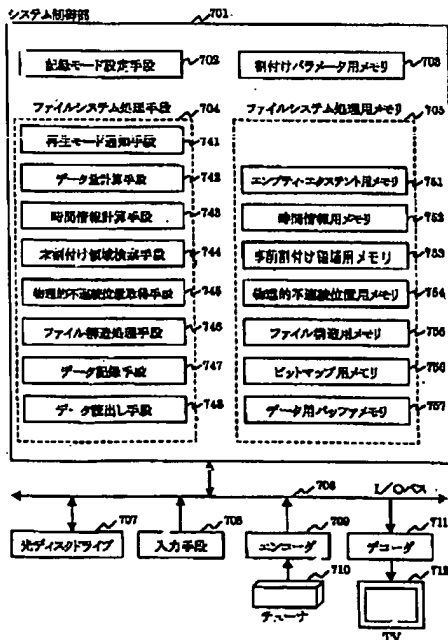 システム制御部
701
記録モード設定手段
702
割付けパラメータ用メモリ
703
ファイルシステム処理手段
704
ファイルシステム処理用メモリ
705
再生モード通知手段
741
データ量計算手段
742
エンプティ・エクステント用メモリ
751
時間情報計算手段
743
時間情報用メモリ
752
未割付け領域検索手段
744
事前割付け領域用メモリ
753
物理的不連続位置取得手段
745
物理的不連続位置用メモリ
754
ファイル構造処理手段
746
ファイル構造用メモリ
755
データ記録手段
747
ビットマップ用メモリ
756
データ読出し手段
748
データ用バッファメモリ
757
706
I/Oバス
707
光ディスクドライブ
708
入力手段
709
エンコーダ
711
デコーダ
710
チューナ
712
TV